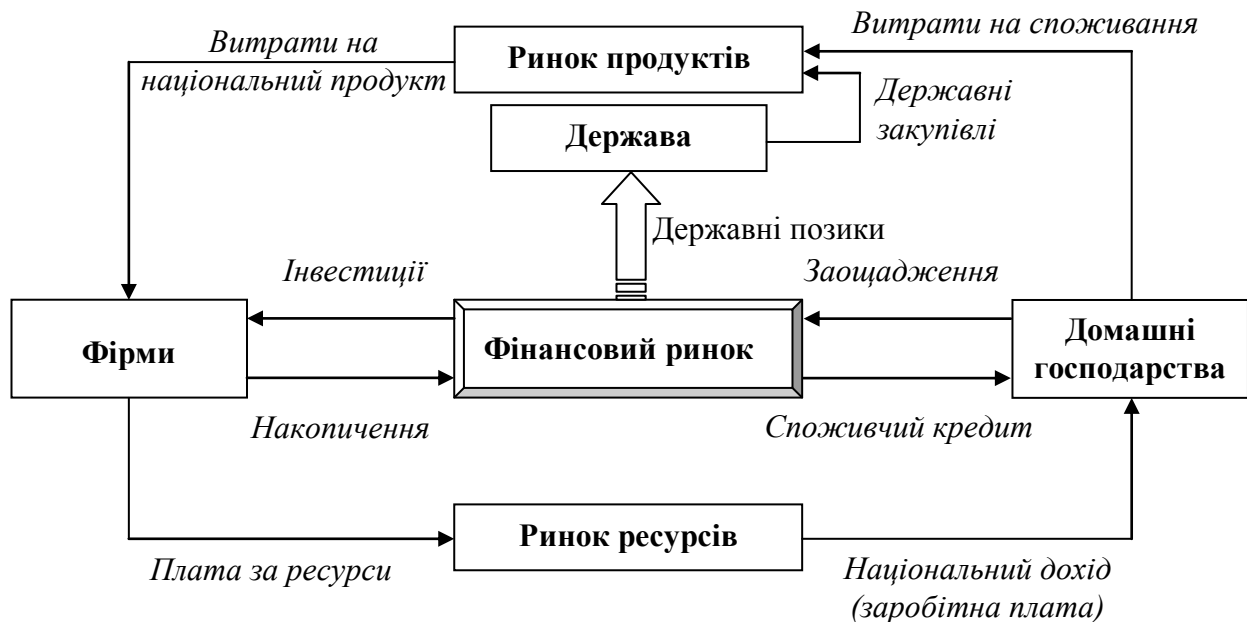 Витрати на
національний продукт
Ринок продуктів
Витрати на споживання
Державні
закупівлі
Держава
Державні позики
Інвестиції
Заощадження
Фірми
Фінансовий ринок
Домашні
господарства
Накопичення
Споживчий кредит
Ринок ресурсів
Плата за ресурси
Національний дохід
(заробітна плата)